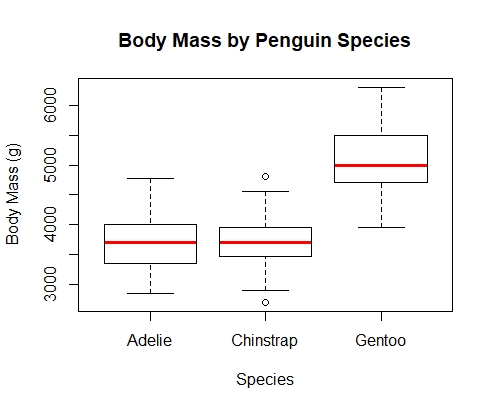 Body Mass by Penguin Species
Body Mass (g)
6000
5000
4000
3000
Adelie Chinstrap Gentoo
Species